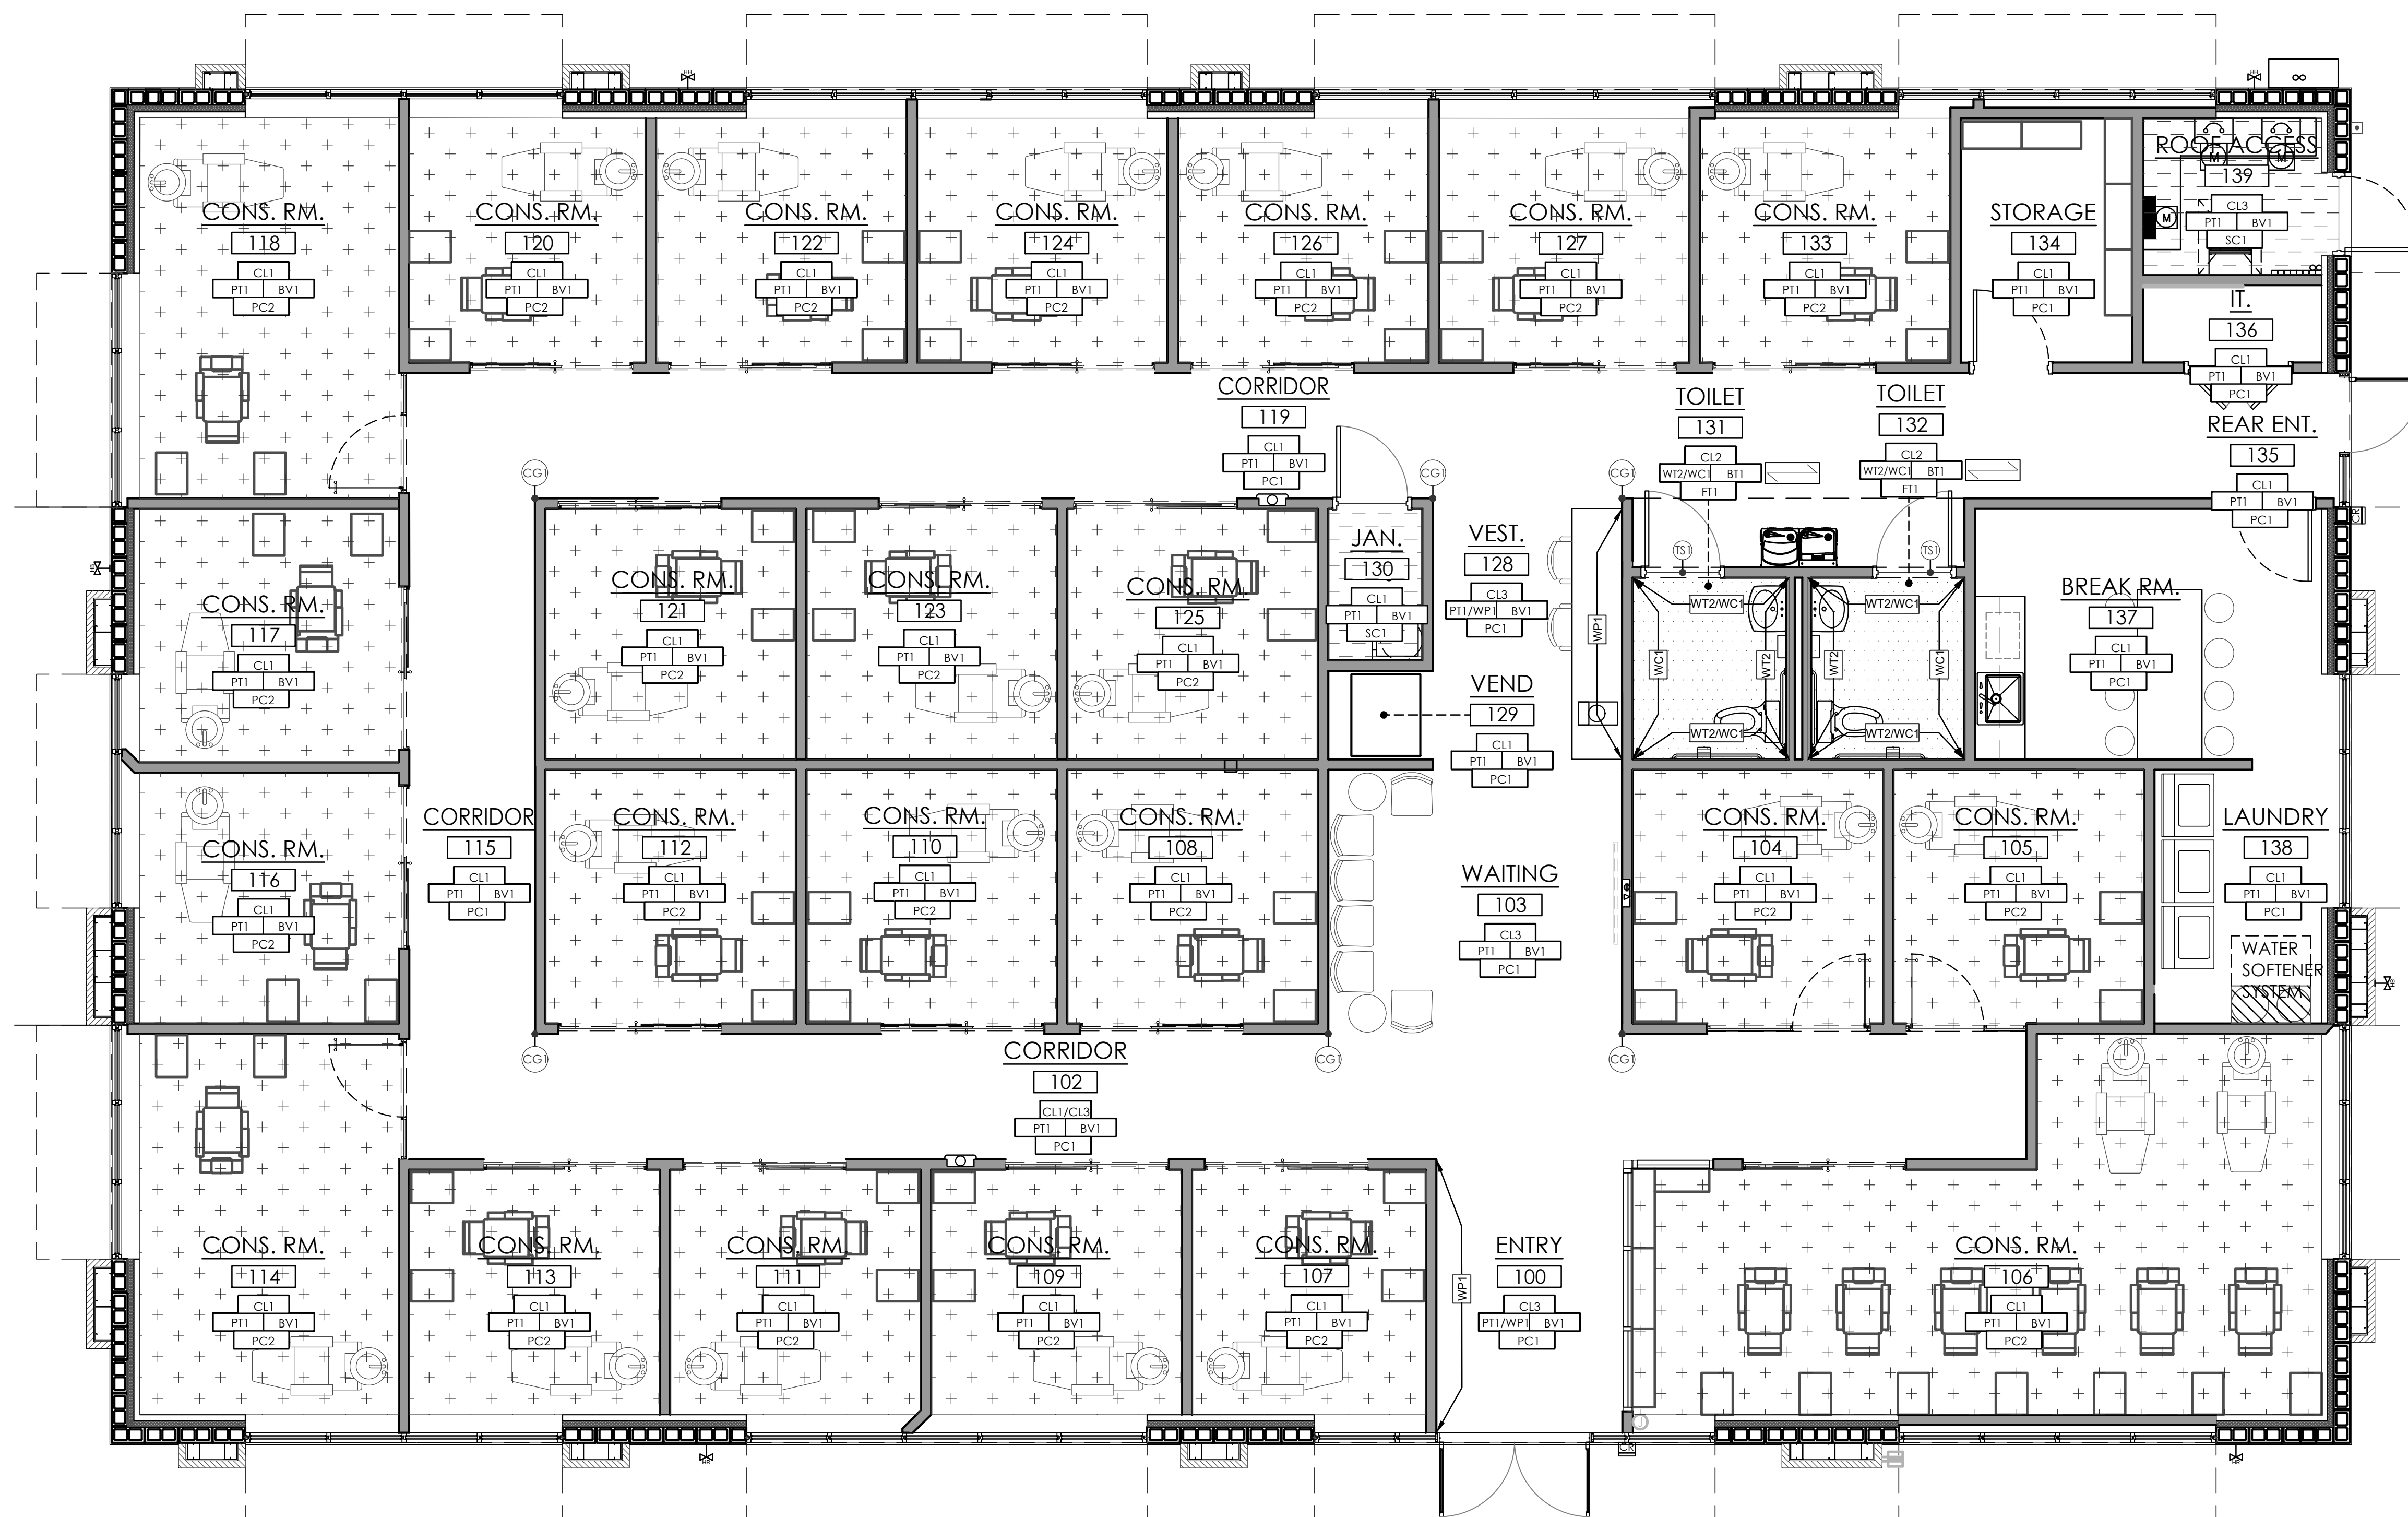 CONS. RM.
118
CL1
PT1 BV1
PC2
CONS. RM.
120
CL1
PT1 BV1
PC2
CONS. RM.
122
CL1
PT1 BV1
PC2
CONS. RM.
124
CL1
PT1 BV1
PC2
CONS. RM.
126
CL1
PT1 BV1
PC2
CONS. RM.
127
CL1
PT1 BV1
PC2
CONS. RM.
133
CL1
PT1 BV1
PC2
STORAGE
134
CL1
PT1 BV1
PC1
ROOF ACCESS
M M
139
M
CL3
PT1 BV1
SC1
IT.
136
CL1
PT1 BV1
PC1
CORRIDOR
119
CL1
PT1 BV1
PC1
TOILET
131
CL2
WT2/WC1 BT1
FT1
TOILET
132
CL2
WT2/WC1 BT1
FT1
REAR ENT.
135
CL1
PT1 BV1
PC1
CG1
CG1
CG1
CR
HB
CONS. RM.
117
CL1
PT1 BV1
PC2
CONS. RM.
121
CL1
PT1 BV1
PC2
CONS. RM.
123
CL1
PT1 BV1
PC2
CONS. RM.
125
CL1
PT1 BV1
PC2
JAN.
130
CL1
PT1 BV1
SC1
VEST.
128
CL3
PT1/WP1 BV1
PC1
WP1
TS1
TS1
WT2/WC1
WC1
WT2
WT2/WC1
WT2/WC1
WT2
WC1
WT2/WC1
BREAK RM.
137
CL1
PT1 BV1
PC1
VEND
129
CL1
PT1 BV1
PC1
CONS. RM.
116
CL1
PT1 BV1
PC2
CORRIDOR
115
CL1
PT1 BV1
PC1
CONS. RM.
112
CL1
PT1 BV1
PC2
CONS. RM.
110
CL1
PT1 BV1
PC2
CONS. RM.
108
CL1
PT1 BV1
PC2
WAITING
103
CL3
PT1 BV1
PC1
CONS. RM.
104
CL1
PT1 BV1
PC2
CONS. RM.
105
CL1
PT1 BV1
PC2
LAUNDRY
138
CL1
PT1 BV1
PC1
WATER
SOFTENER
SYSTEM
HB
CG1
CG1
CG1
CORRIDOR
102
CL1/CL3
PT1 BV1
PC1
CONS. RM.
114
CL1
PT1 BV1
PC2
CONS. RM.
113
CL1
PT1 BV1
PC2
CONS. RM.
111
CL1
PT1 BV1
PC2
CONS. RM.
109
CL1
PT1 BV1
PC2
CONS. RM.
107
CL1
PT1 BV1
PC2
WP1
ENTRY
100
CL3
PT1/WP1 BV1
PC1
CONS. RM.
106
CL1
PT1 BV1
PC2
HB
CR
HB